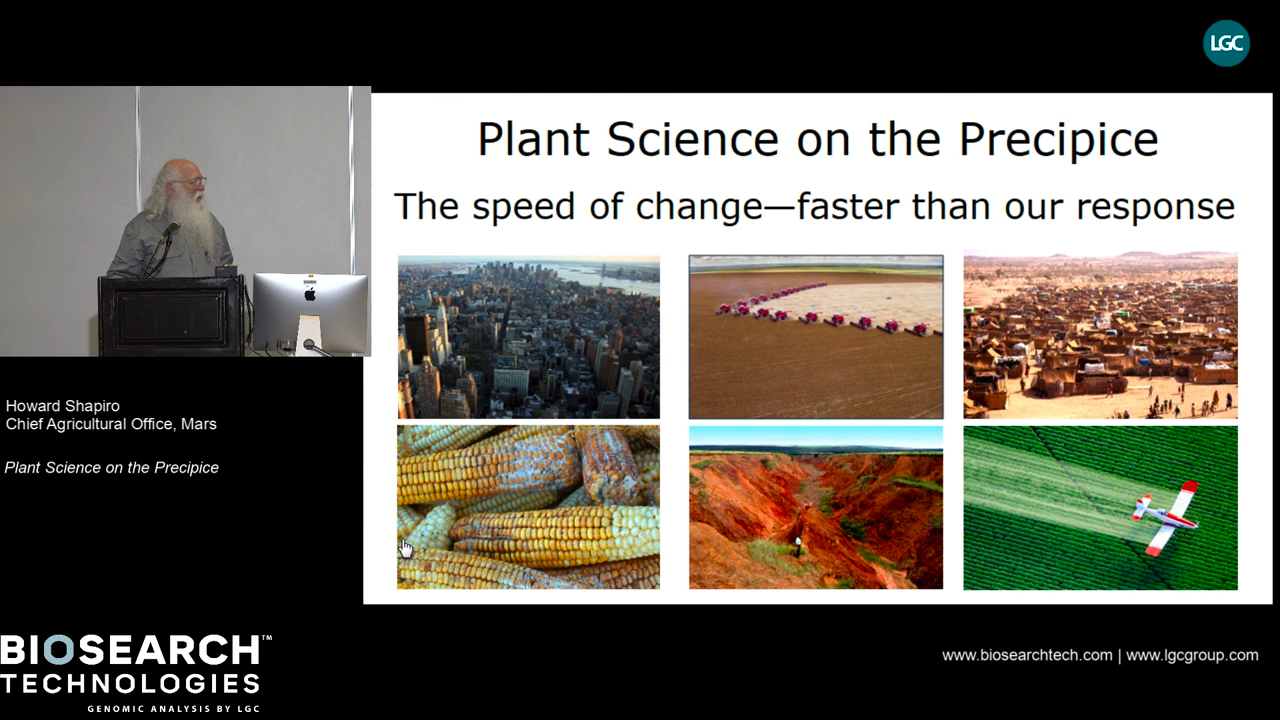 LGC
Plant Science on the Precipice
The speed of change—faster than our response
Howard Shapiro
Chief Agricultural Office, Mars
Plant Science on the Precipice
BIOSEARCH™
TECHNOLOGIES
GENOMIC ANALYSIS BY LGC
www.biosearchtech.com | www.lgcgroup.com